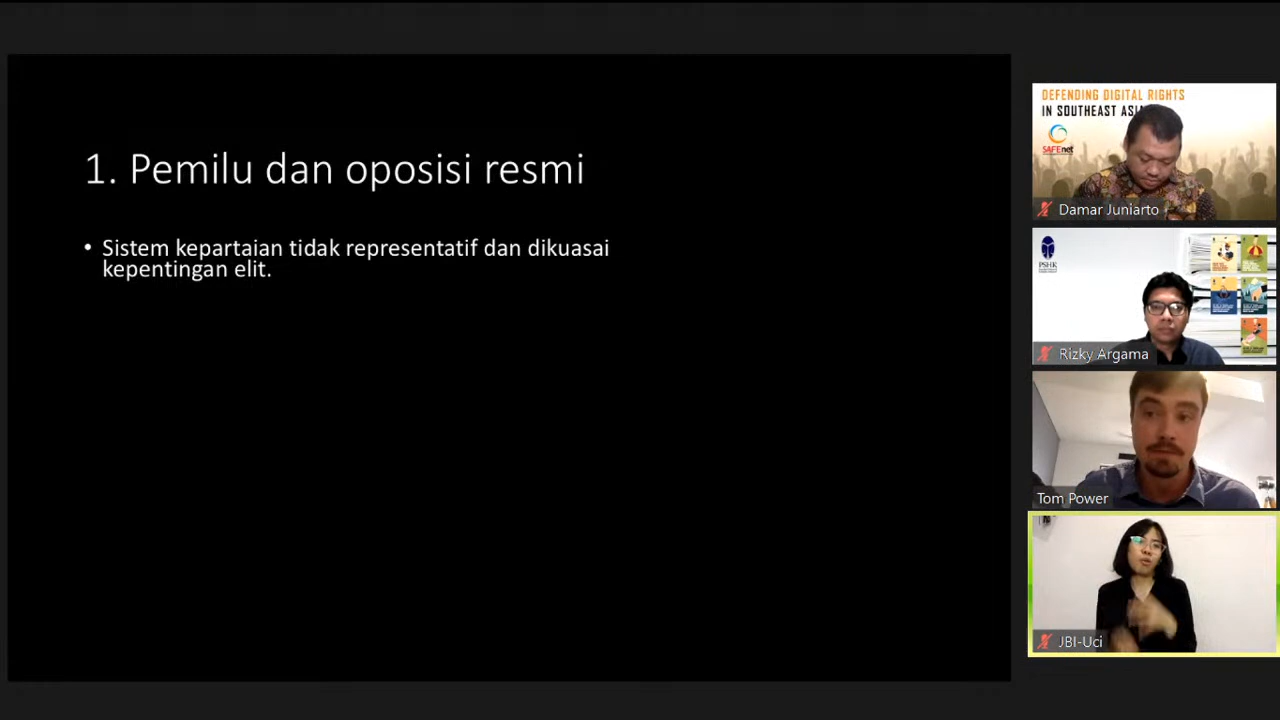 1. Pemilu dan oposisi resmi
• Sistem kepartaian tidak representatif dan dikuasai
kepentingan elit.
DEFENDING DIGITAL RIGHTS
IN SOUTHEAST ASIA
SAFEnet
Damar Juniarto
PSHK
Rizky Argama
Tom Power
JBI-Uci